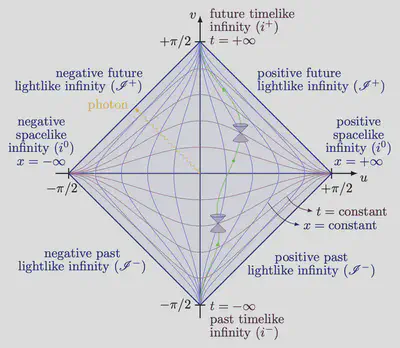 v
future timelike
infinity (i⁺)
+π/2
t = +∞
negative future
lightlike infinity (ℐ⁺)
positive future
lightlike infinity (ℐ⁺)
photon
negative
spacelike
infinity (i⁰)
x = −∞
positive
spacelike
infinity (i⁰)
x = +∞
−π/2
+π/2
u
t = constant
x = constant
negative past
lightlike infinity (ℐ⁻)
positive past
lightlike infinity (ℐ⁻)
−π/2
t = −∞
past timelike
infinity (i⁻)